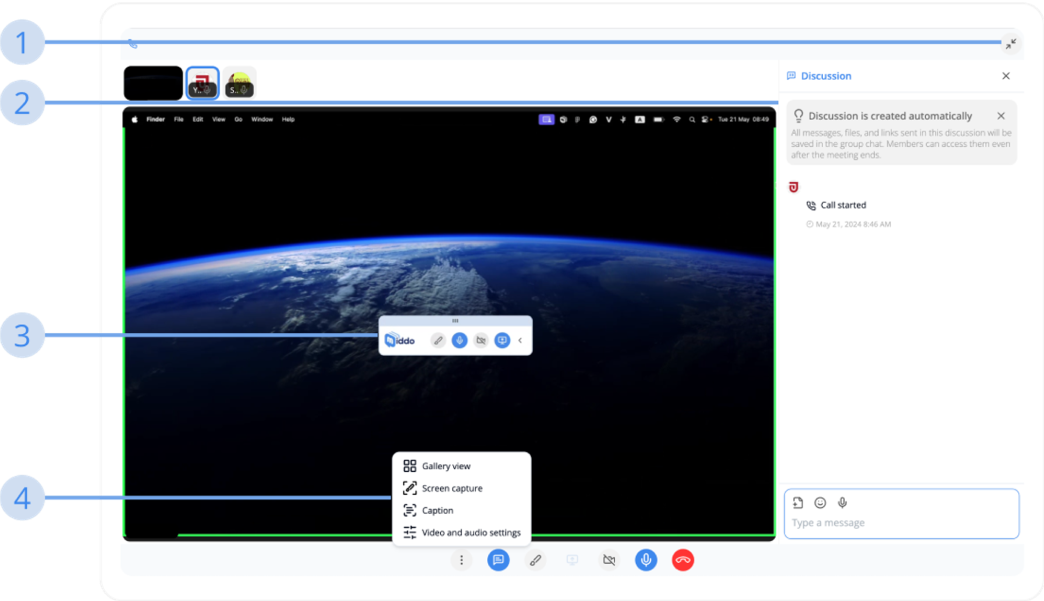 1
2
Y..
S..
Discussion
Finder File Edit View Go Window Help
Tue 21 May 08:49
Discussion is created automatically
All messages, files, and links sent in this discussion will be
saved in the group chat. Members can access them even
after the meeting ends.
Call started
May 21, 2024 8:46 AM
3
iddo
4
Gallery view
Screen capture
Caption
Video and audio settings
Type a message